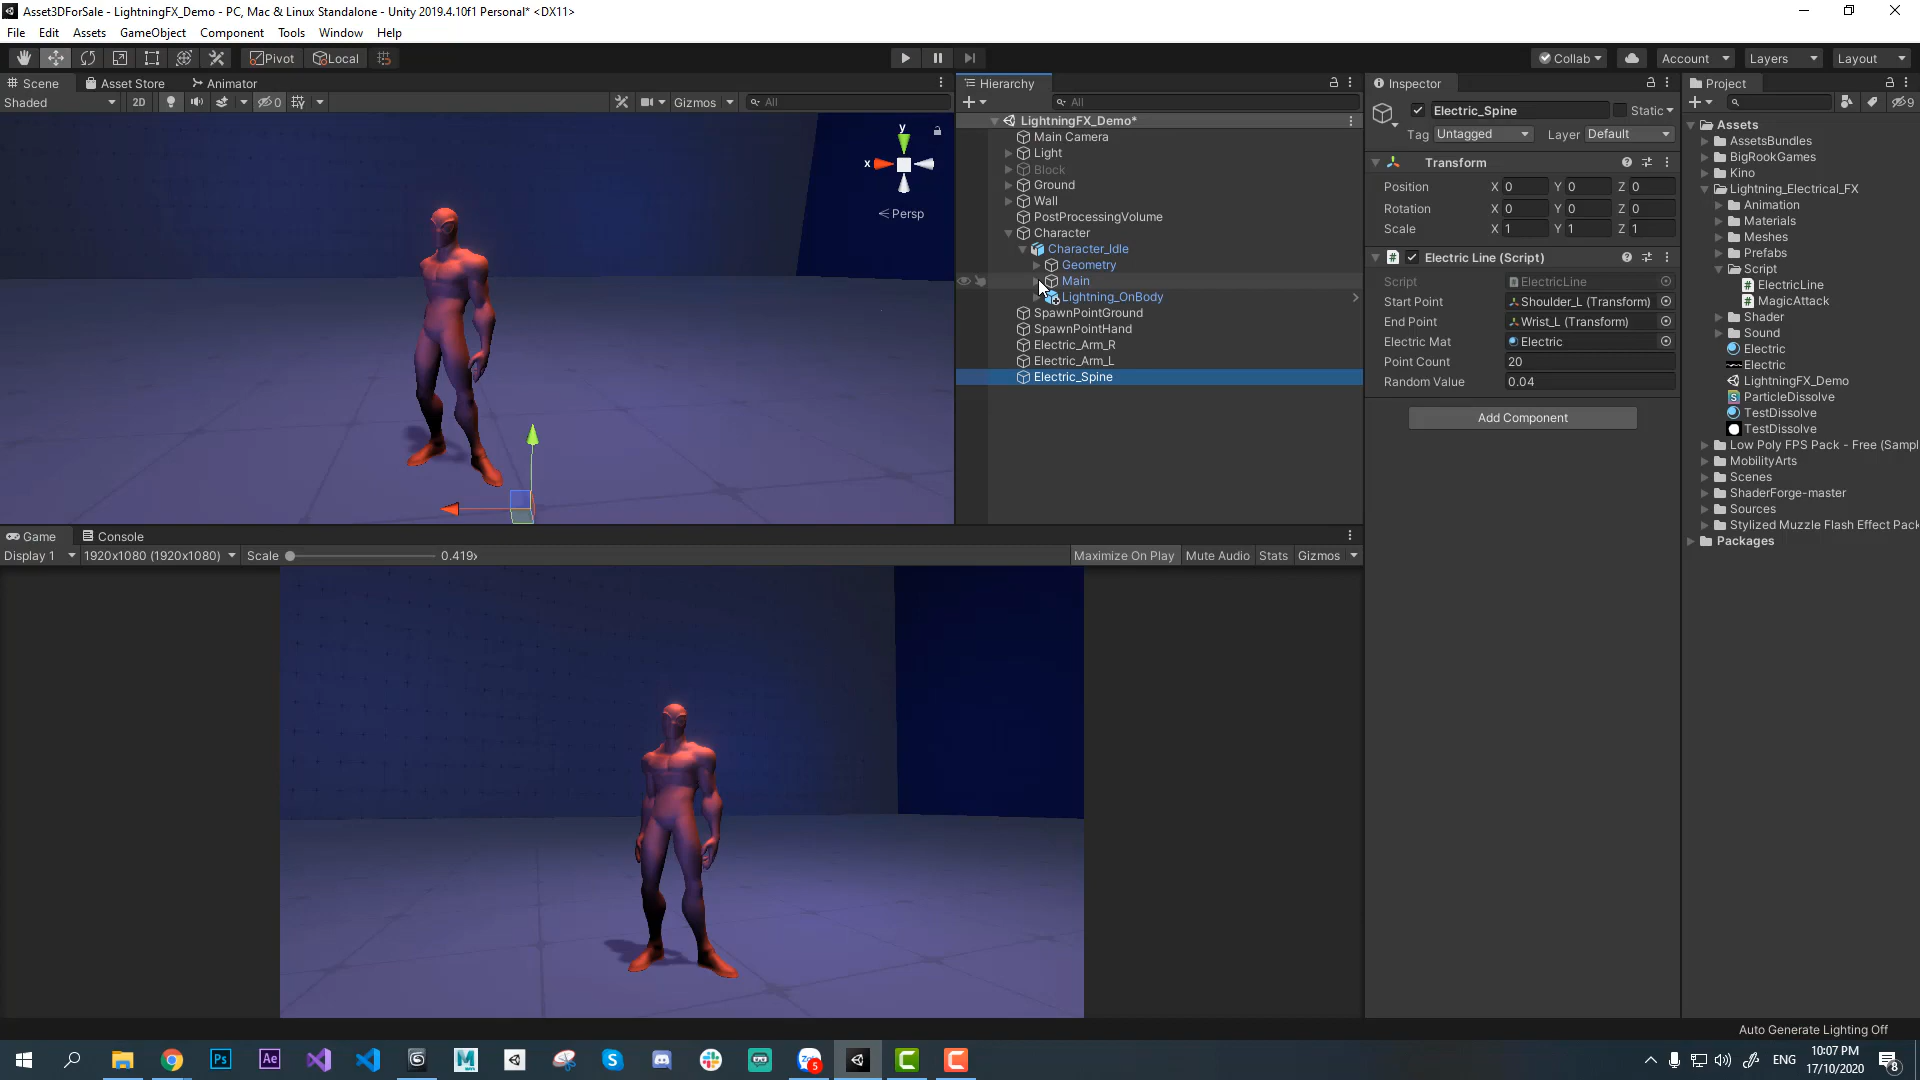 Asset3DForSale - LightningFX_Demo - PC, Mac & Linux Standalone - Unity 2019.4.10f1 Personal* <DX11>
File Edit Assets GameObject Component Tools Window Help
Pivot Local Collab Account Layers Layout
Scene Asset Store Animator
Shaded 2D 0 Gizmos All
y
x
Persp
Hierarchy
All
LightningFX_Demo*
Main Camera
Light
Block
Ground
Wall
PostProcessingVolume
Character
Character_Idle
Geometry
Main
Lightning_OnBody
SpawnPointGround
SpawnPointHand
Electric_Arm_R
Electric_Arm_L
Electric_Spine
Inspector
Electric_Spine Static
Tag Untagged Layer Default
Transform
Position X 0 Y 0 Z 0
Rotation X 0 Y 0 Z 0
Scale X 1 Y 1 Z 1
# Electric Line (Script)
Script ElectricLine
Start Point Shoulder_L (Transform)
End Point Wrist_L (Transform)
Electric Mat Electric
Point Count 20
Random Value 0.04
Add Component
Project
9
Assets
AssetsBundles
BigRookGames
Kino
Lightning_Electrical_FX
Animation
Materials
Meshes
Prefabs
Script
# ElectricLine
# MagicAttack
Shader
Sound
Electric
Electric
LightningFX_Demo
ParticleDissolve
TestDissolve
TestDissolve
Low Poly FPS Pack - Free (Sampl
MobilityArts
Scenes
ShaderForge-master
Sources
Stylized Muzzle Flash Effect Pack
Packages
Game Console
Display 1 1920x1080 (1920x1080) Scale 0.419x Maximize On Play Mute Audio Stats Gizmos
Auto Generate Lighting Off
Ps Ae M S 5 C C
ENG
10:07 PM
17/10/2020
8